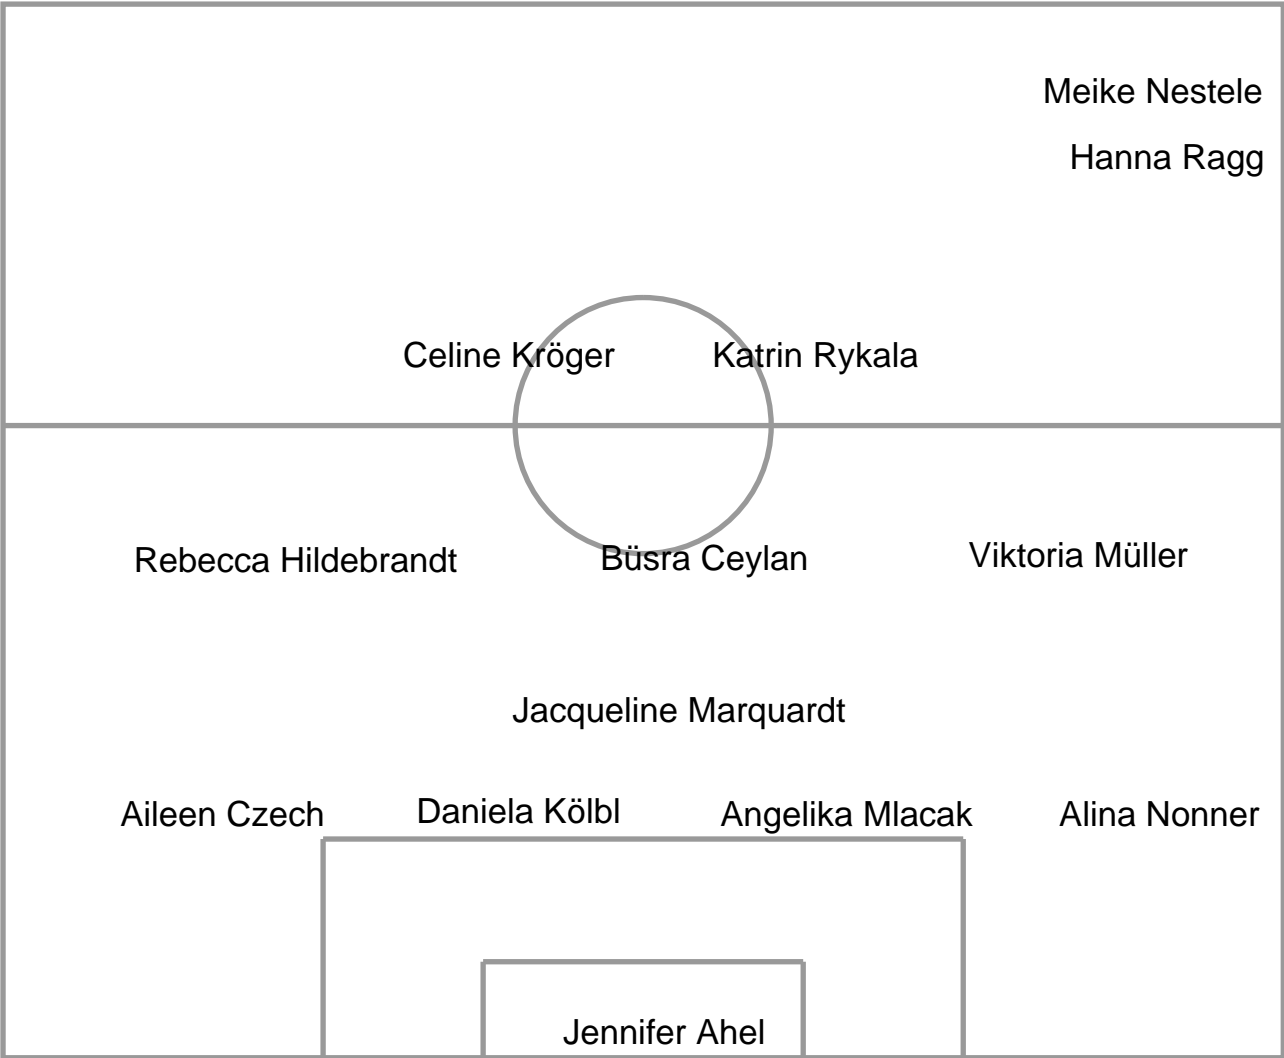 Meike Nestele
Hanna Ragg
Celine Kröger Katrin Rykala
Rebecca Hildebrandt Büsra Ceylan Viktoria Müller
Jacqueline Marquardt
Aileen Czech Daniela Kölbl Angelika Mlacak Alina Nonner
Jennifer Ahel